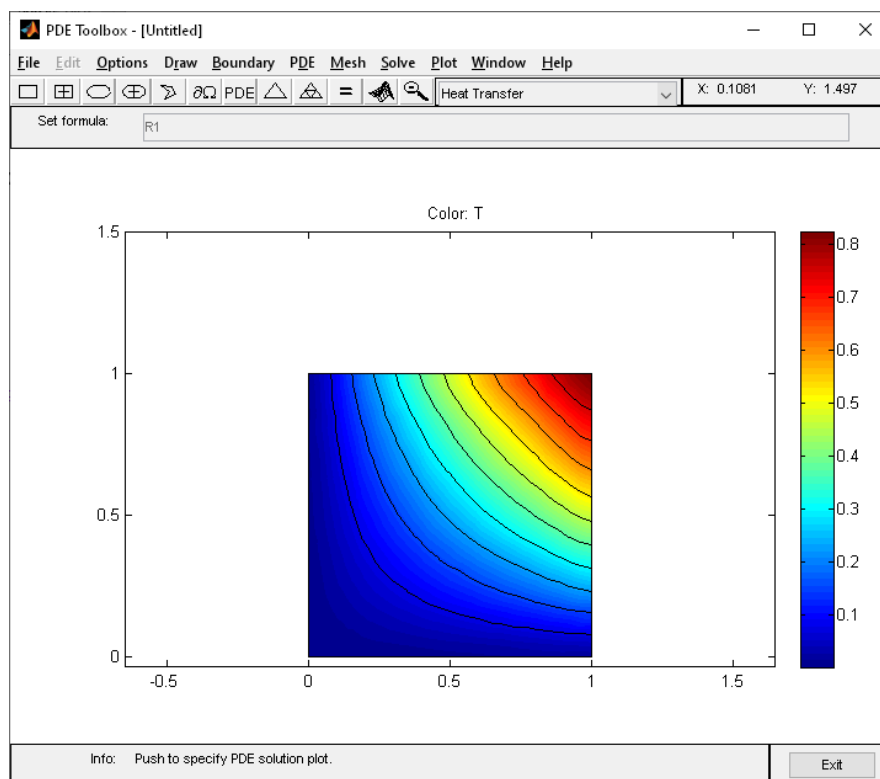 PDE Toolbox - [Untitled]
File Edit Options Draw Boundary PDE Mesh Solve Plot Window Help
∂Ω PDE = Heat Transfer X: 0.1081 Y: 1.497
Set formula: R1
Color: T
1.5
1
0.5
0
-0.5 0 0.5 1 1.5
0.8
0.7
0.6
0.5
0.4
0.3
0.2
0.1
Info: Push to specify PDE solution plot. Exit